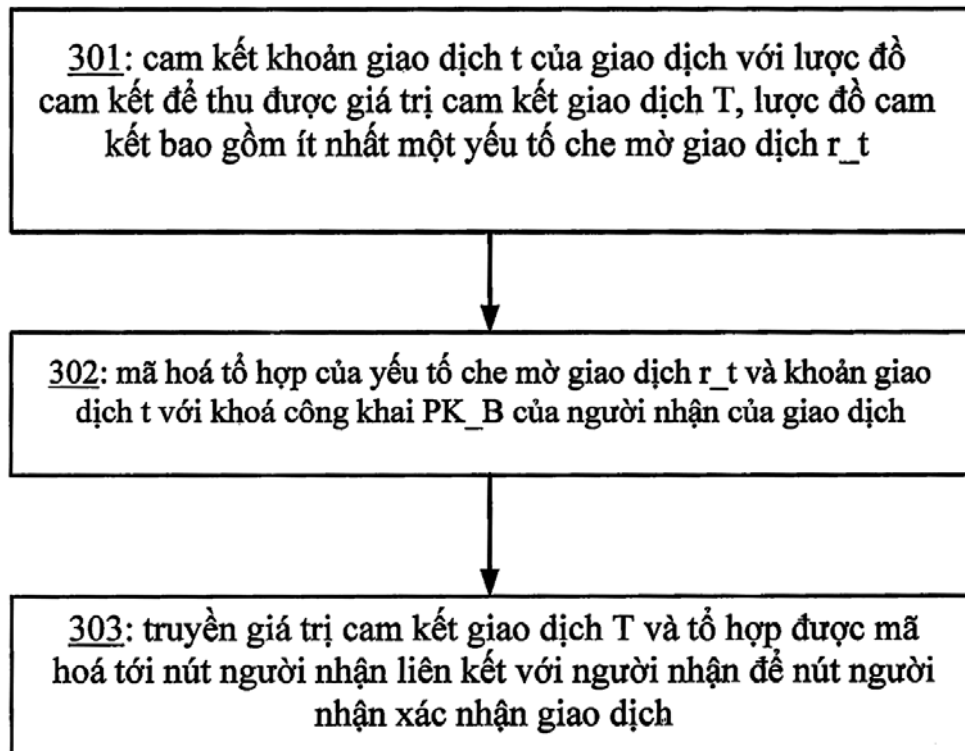 301: cam kết khoản giao dịch t của giao dịch với lược đồ
cam kết để thu được giá trị cam kết giao dịch T, lược đồ cam
kết bao gồm ít nhất một yếu tố che mờ giao dịch r_t
302: mã hoá tổ hợp của yếu tố che mờ giao dịch r_t và khoản giao
dịch t với khoá công khai PK_B của người nhận của giao dịch
303: truyền giá trị cam kết giao dịch T và tổ hợp được mã
hoá tới nút người nhận liên kết với người nhận để nút người
nhận xác nhận giao dịch